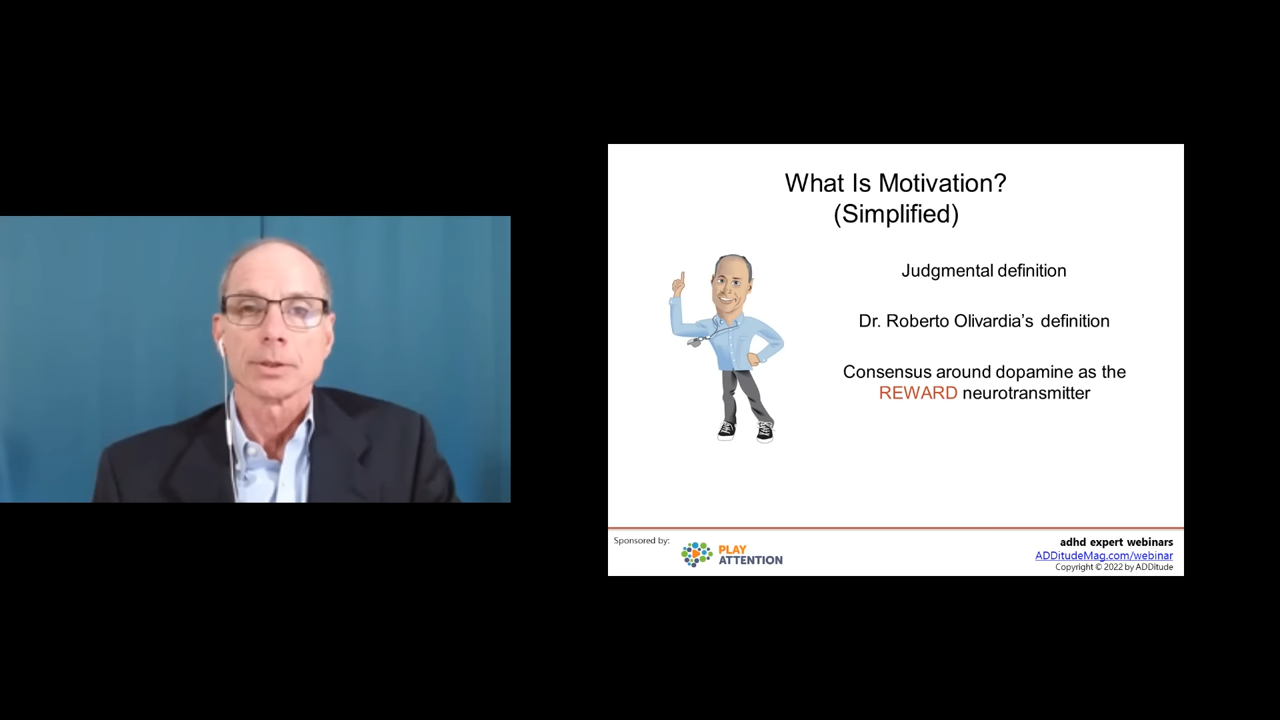 What Is Motivation?
(Simplified)
Judgmental definition
Dr. Roberto Olivardia's definition
Consensus around dopamine as the
REWARD neurotransmitter
Sponsored by:
PLAY
ATTENTION
adhd expert webinars
ADDitudeMag.com/webinar
Copyright © 2022 by ADDitude